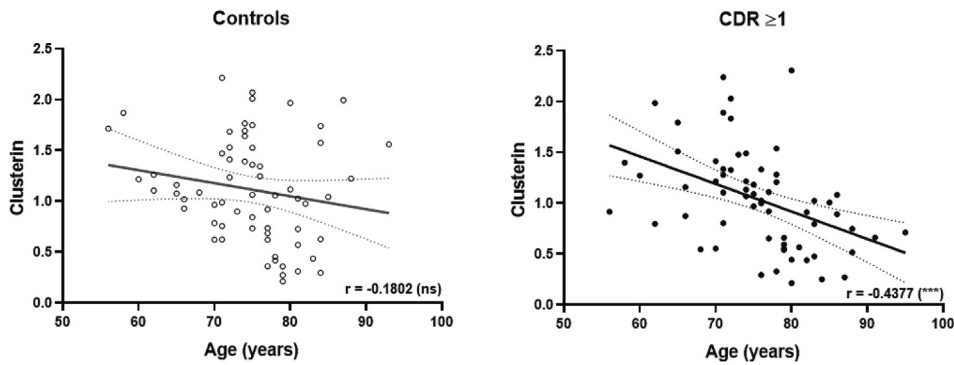 Controls
Clusterin
2.5
2.0
1.5
1.0
0.5
0.0
r = -0.1802 (ns)
50 60 70 80 90 100
Age (years)
CDR ≥1
Clusterin
2.5
2.0
1.5
1.0
0.5
0.0
r = -0.4377 (***)
50 60 70 80 90 100
Age (years)